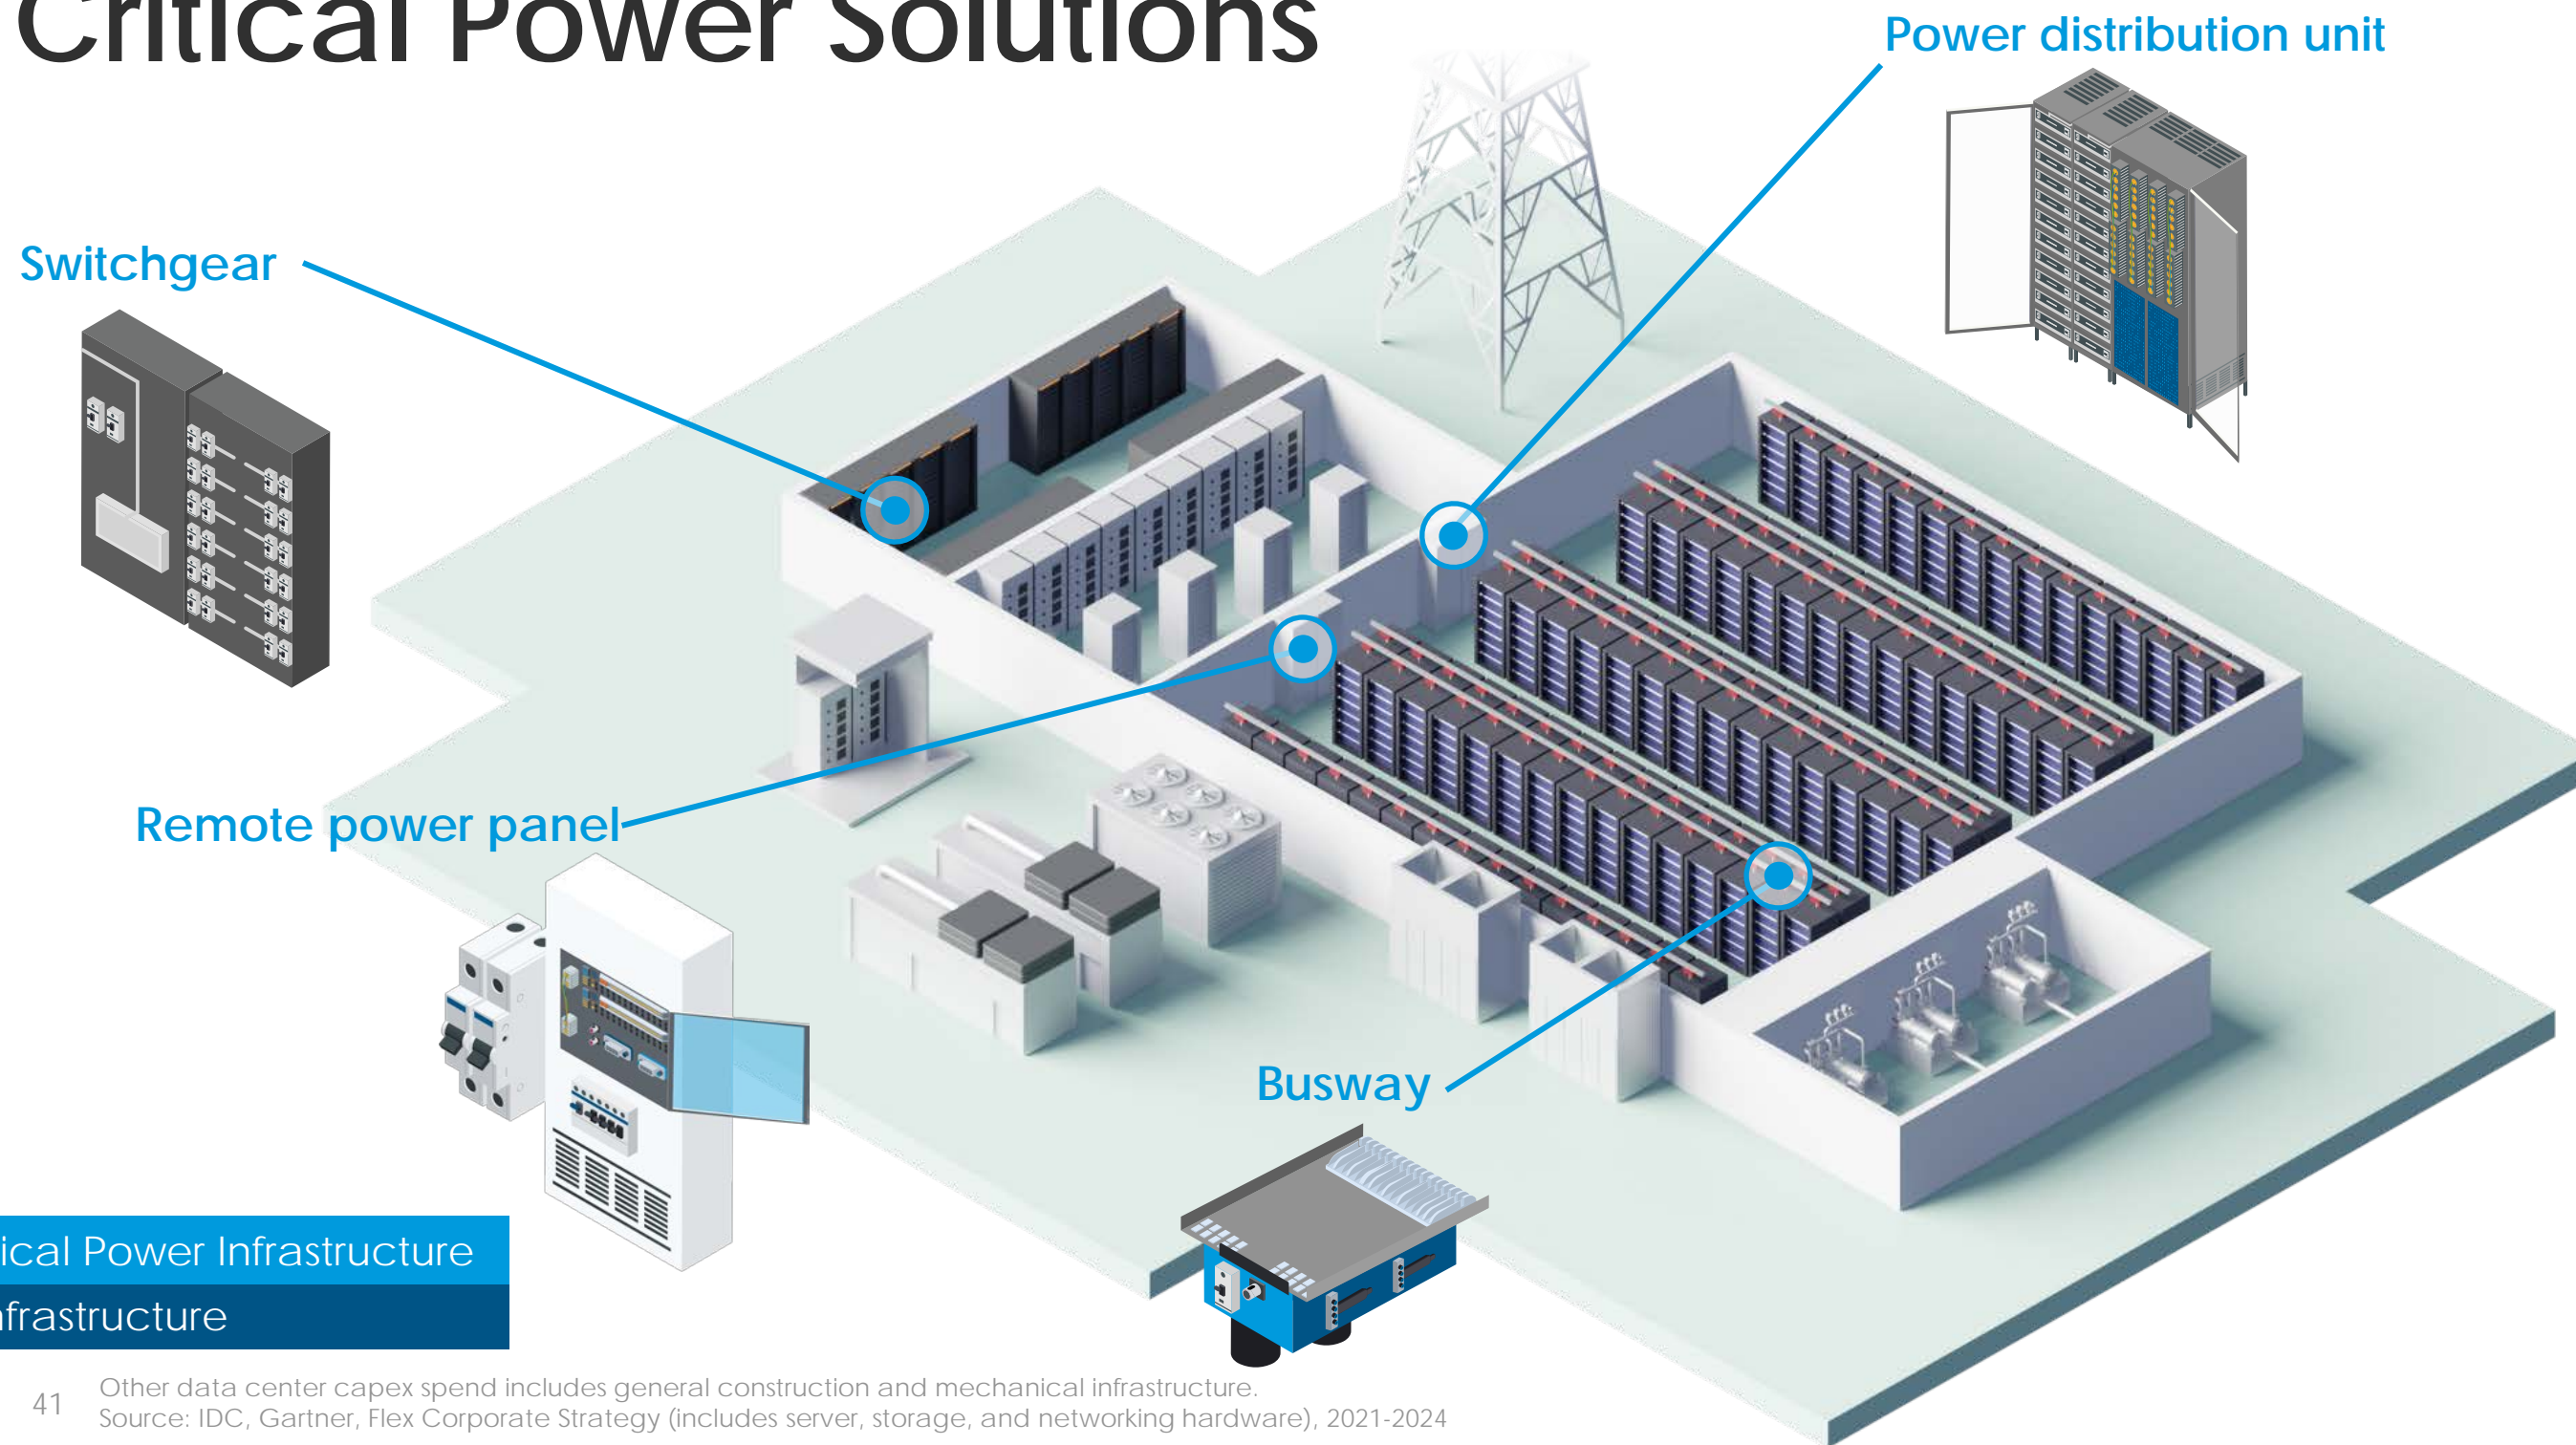 Critical Power Solutions
Power distribution unit
Switchgear
Remote power panel
Busway
ical Power Infrastructure
frastructure
41
Other data center capex spend includes general construction and mechanical infrastructure.
Source: IDC, Gartner, Flex Corporate Strategy (includes server, storage, and networking hardware), 2021-2024